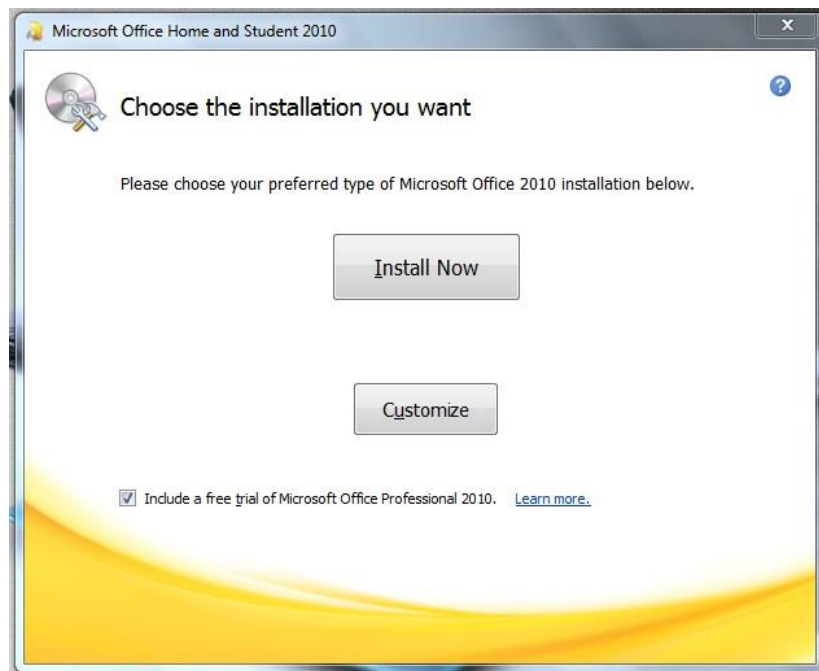 Microsoft Office Home and Student 2010
Choose the installation you want
Please choose your preferred type of Microsoft Office 2010 installation below.
Install Now
Customize
Include a free trial of Microsoft Office Professional 2010. Learn more.